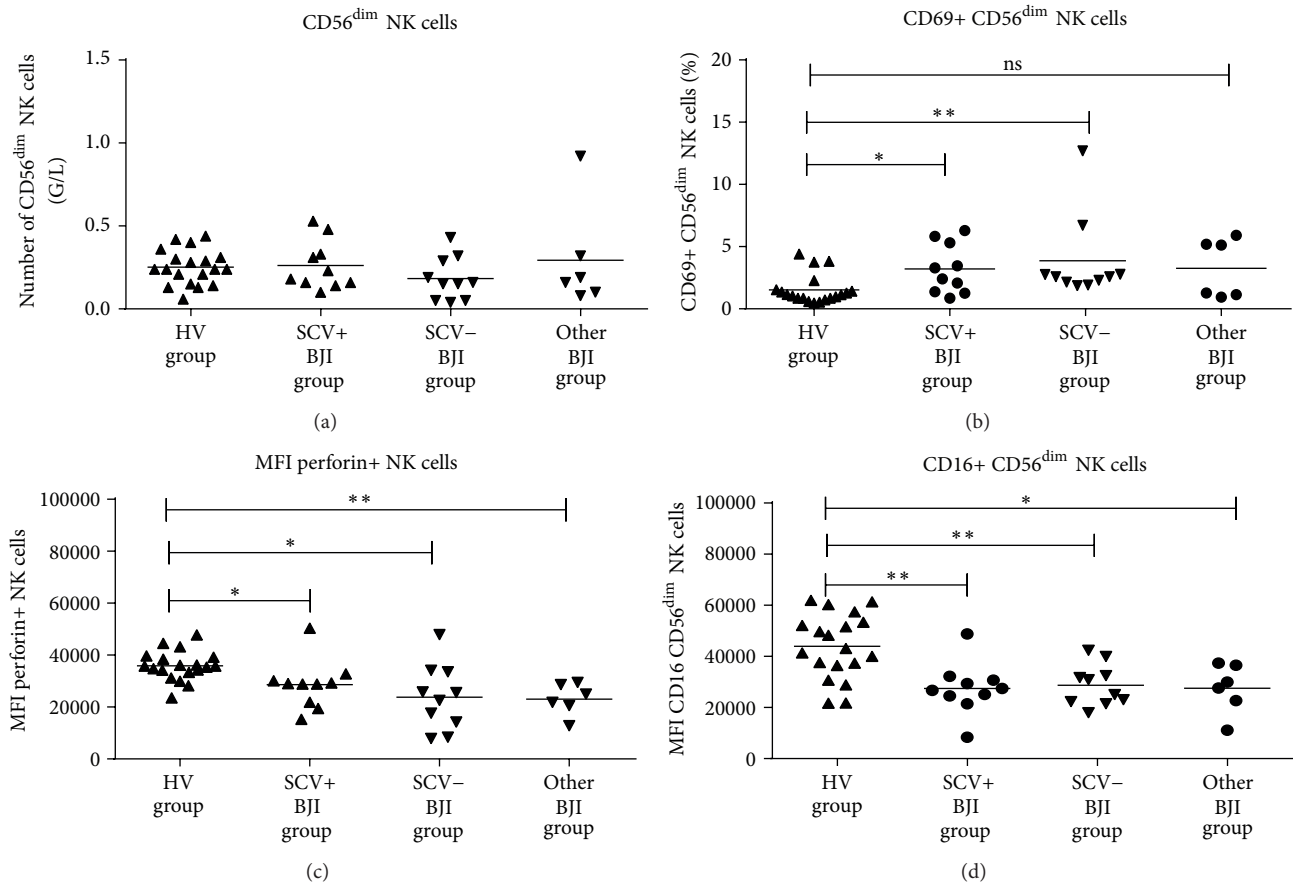 CD56dim NK cells
Number of CD56dim NK cells
(G/L)
1.5
1.0
0.5
0.0
HV
group
SCV+
BJI
group
SCV−
BJI
group
Other
BJI
group
(a)
CD69+ CD56dim NK cells
CD69+ CD56dim NK cells (%)
20
15
10
5
0
ns
**
*
HV
group
SCV+
BJI
group
SCV−
BJI
group
Other
BJI
group
(b)
MFI perforin+ NK cells
MFI perforin+ NK cells
100000
80000
60000
40000
20000
0
**
*
*
HV
group
SCV+
BJI
group
SCV−
BJI
group
Other
BJI
group
(c)
CD16+ CD56dim NK cells
MFI CD16 CD56dim NK cells
100000
80000
60000
40000
20000
0
*
**
**
HV
group
SCV+
BJI
group
SCV−
BJI
group
Other
BJI
group
(d)